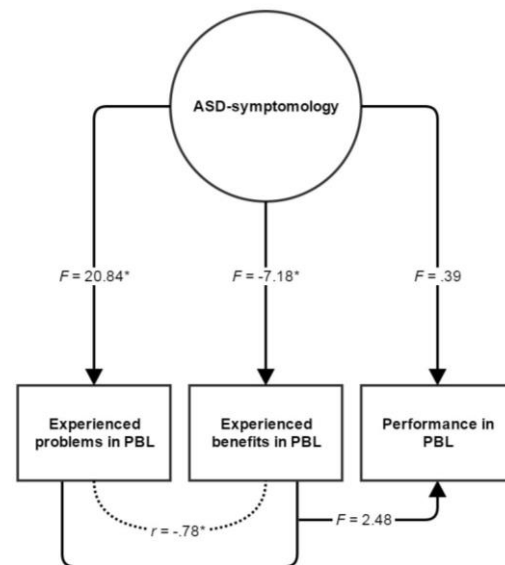 ASD-symptomology
F = 20.84*
F = -7.18*
F = .39
Experienced
problems in PBL
Experienced
benefits in PBL
Performance in
PBL
r = -.78*
F = 2.48